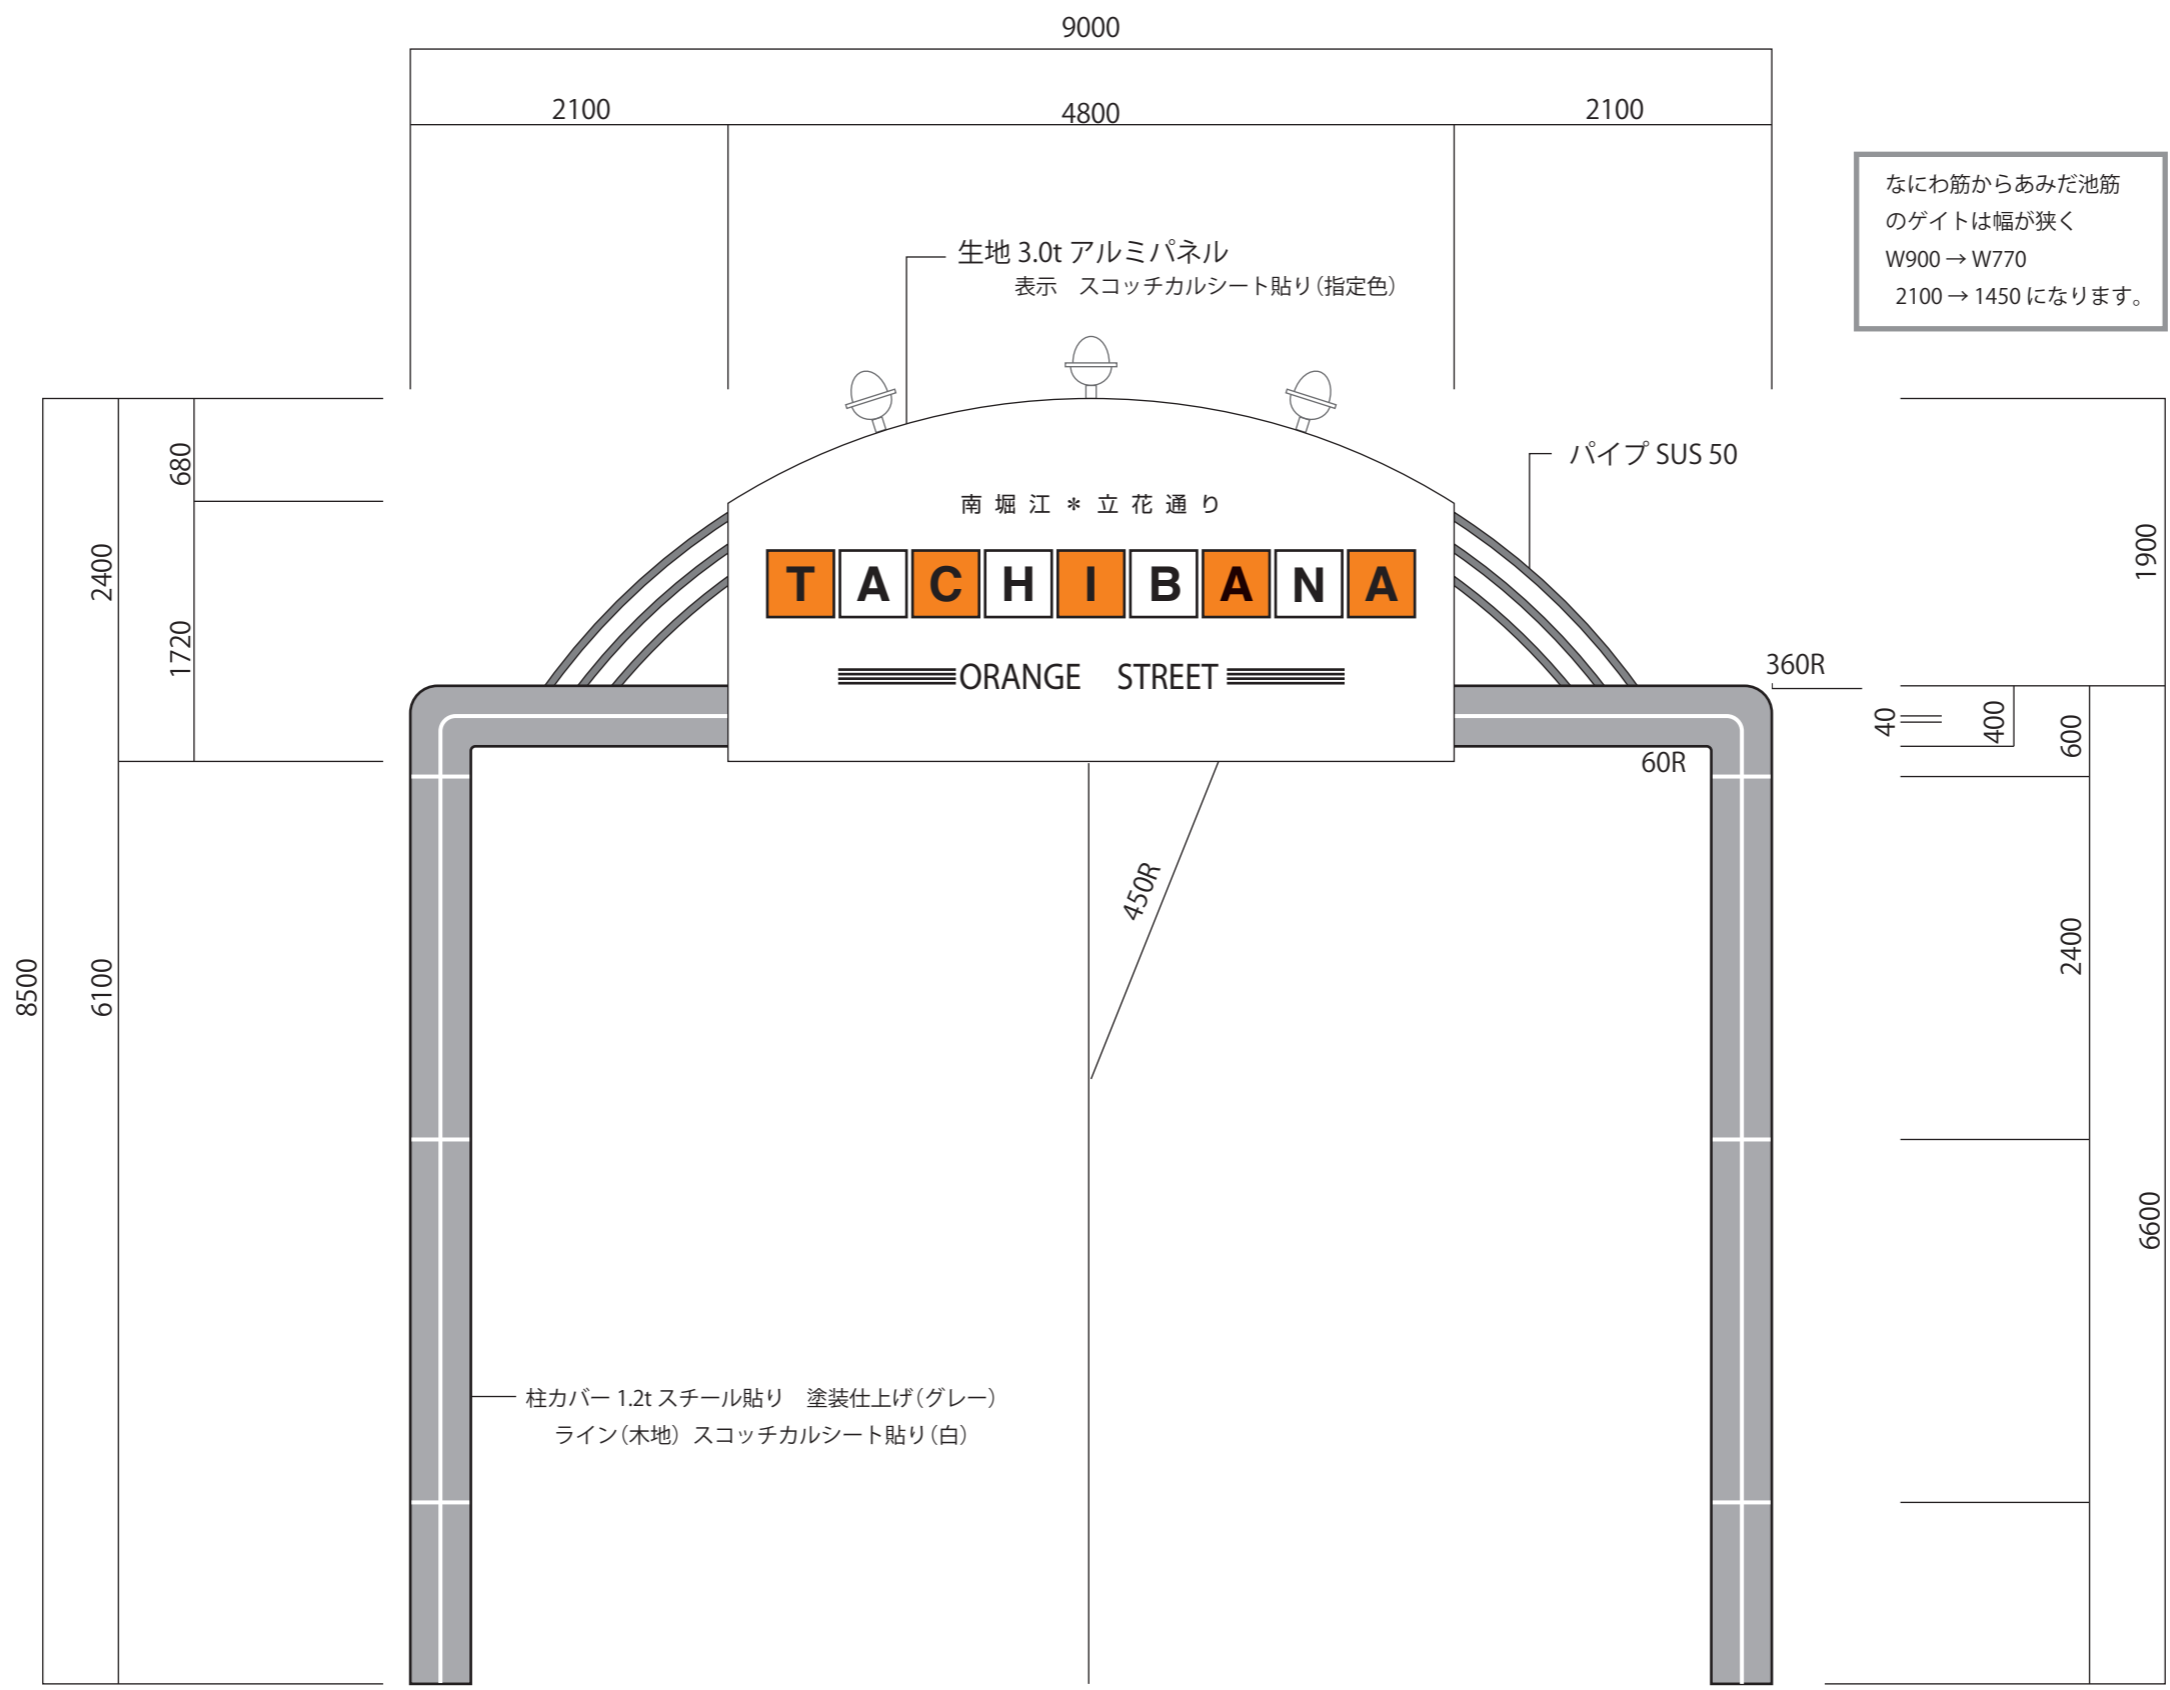 9000
2100
4800
2100
なにわ筋からあみだ池筋
のゲイトは幅が狭く
W900→W770
2100→1450になります。
生地 3.0t アルミパネル
表示　スコッチカルシート貼り(指定色)
パイプ SUS 50
680
2400
1720
8500
6100
南堀江＊立花通り
TACHIBANA
ORANGE STREET
1900
360R
40
400
600
60R
450R
2400
6600
柱カバー 1.2t スチール貼り　塗装仕上げ(グレー)
ライン(木地) スコッチカルシート貼り(白)